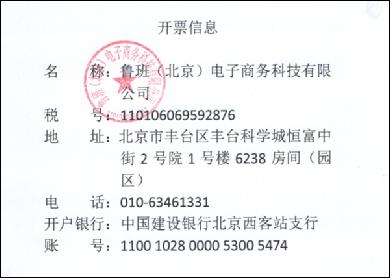 开票信息
名 称：鲁班（北京）电子商务科技有限
公司
税 号：110106069592876
地 址：北京市丰台区丰台科学城恒富中
街 2 号院 1 号楼 6238 房间（园
区）
电 话：010-63461331
开户银行：中国建设银行北京西客站支行
账 号：1100 1028 0000 5300 5474